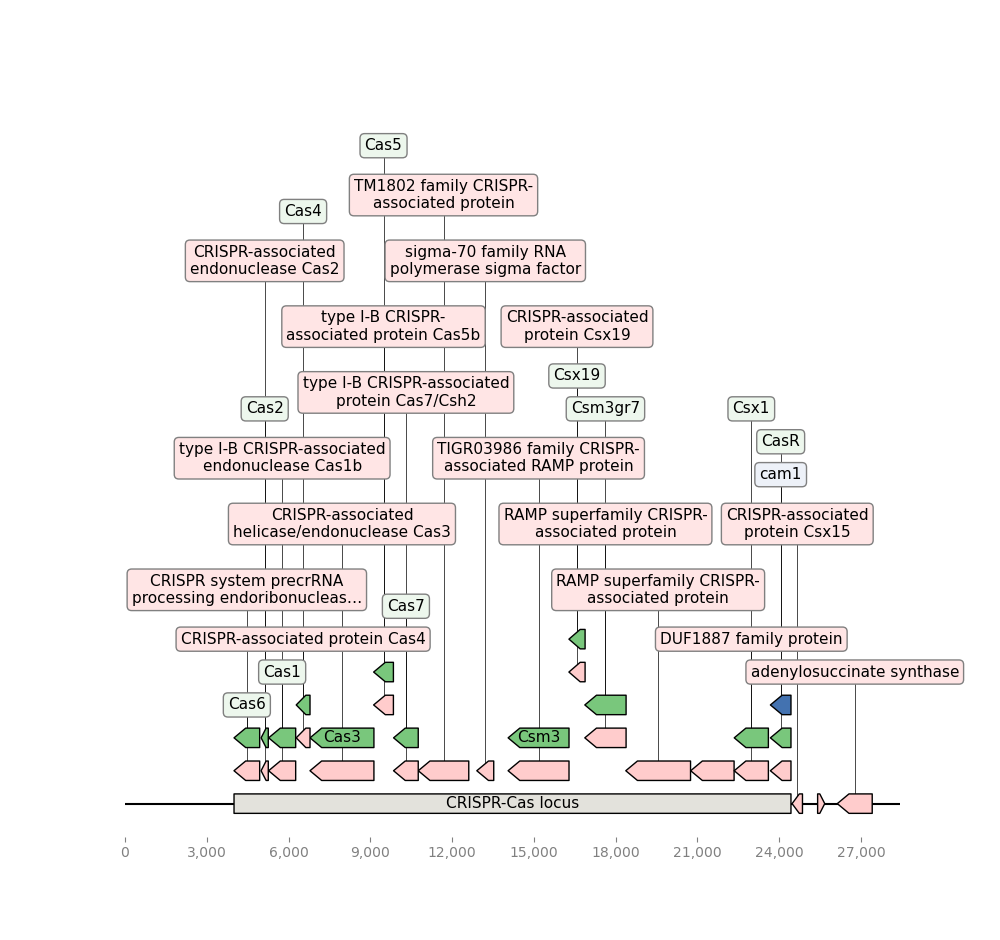 Cas5
TM1802 family CRISPR-
associated protein
Cas4
CRISPR-associated
endonuclease Cas2
sigma-70 family RNA
polymerase sigma factor
type I-B CRISPR-
associated protein Cas5b
CRISPR-associated
protein Csx19
Csx19
type I-B CRISPR-associated
protein Cas7/Csh2
Cas2
Csm3gr7
Csx1
CasR
type I-B CRISPR-associated
endonuclease Cas1b
TIGR03986 family CRISPR-
associated RAMP protein
cam1
CRISPR-associated
helicase/endonuclease Cas3
RAMP superfamily CRISPR-
associated protein
CRISPR-associated
protein Csx15
CRISPR system precrRNA
processing endoribonucleas...
Cas7
RAMP superfamily CRISPR-
associated protein
CRISPR-associated protein Cas4
DUF1887 family protein
Cas1
adenylosuccinate synthase
Cas6
Cas3
Csm3
CRISPR-Cas locus
0 3,000 6,000 9,000 12,000 15,000 18,000 21,000 24,000 27,000